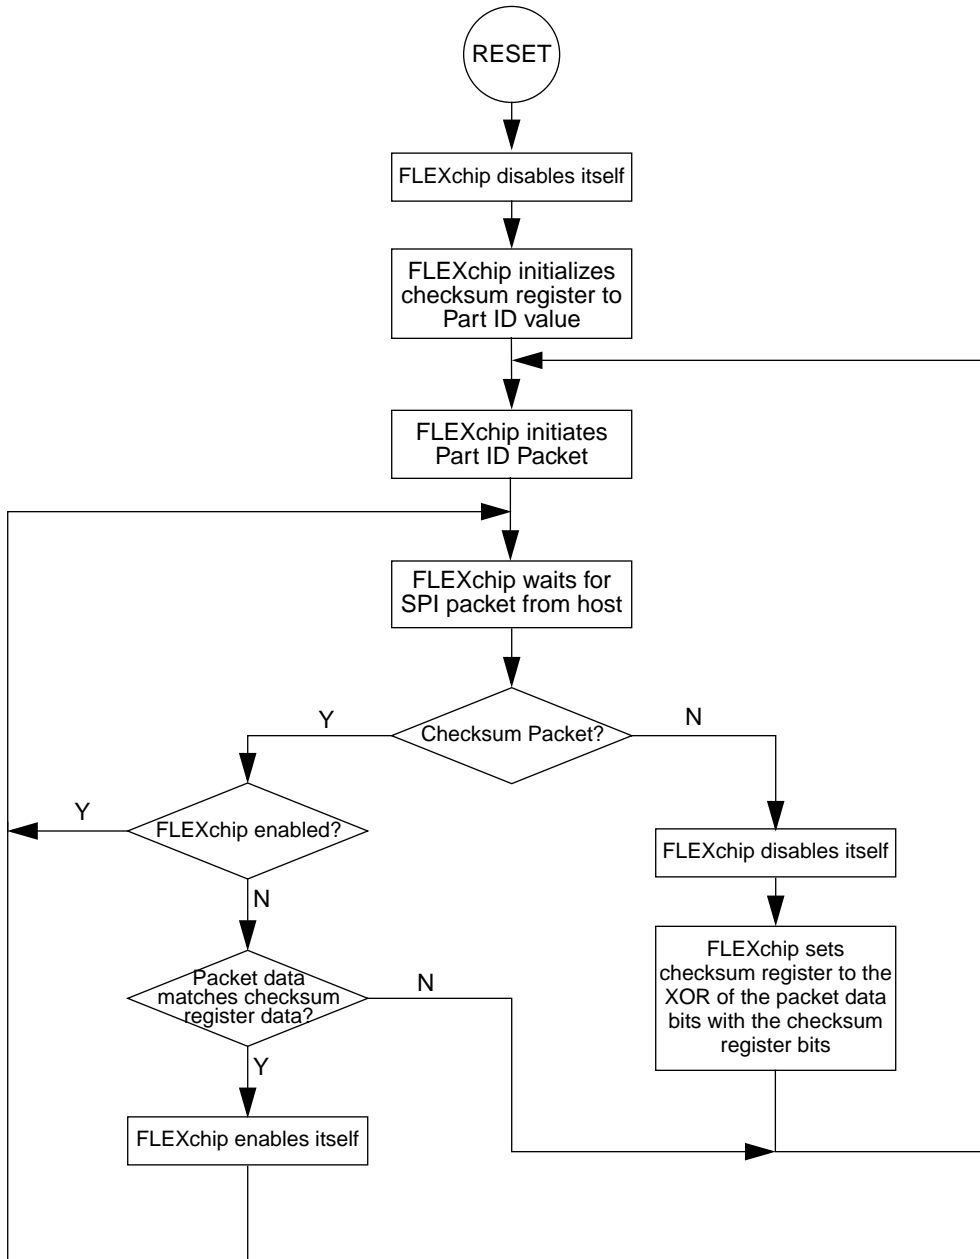 RESET
FLEXchip disables itself
FLEXchip initializes
checksum register to
Part ID value
FLEXchip initiates
Part ID Packet
FLEXchip waits for
SPI packet from host
Checksum Packet?
Y
N
FLEXchip enabled?
Y
N
FLEXchip disables itself
FLEXchip sets
checksum register to the
XOR of the packet data
bits with the checksum
register bits
Packet data
matches checksum
register data?
N
Y
FLEXchip enables itself